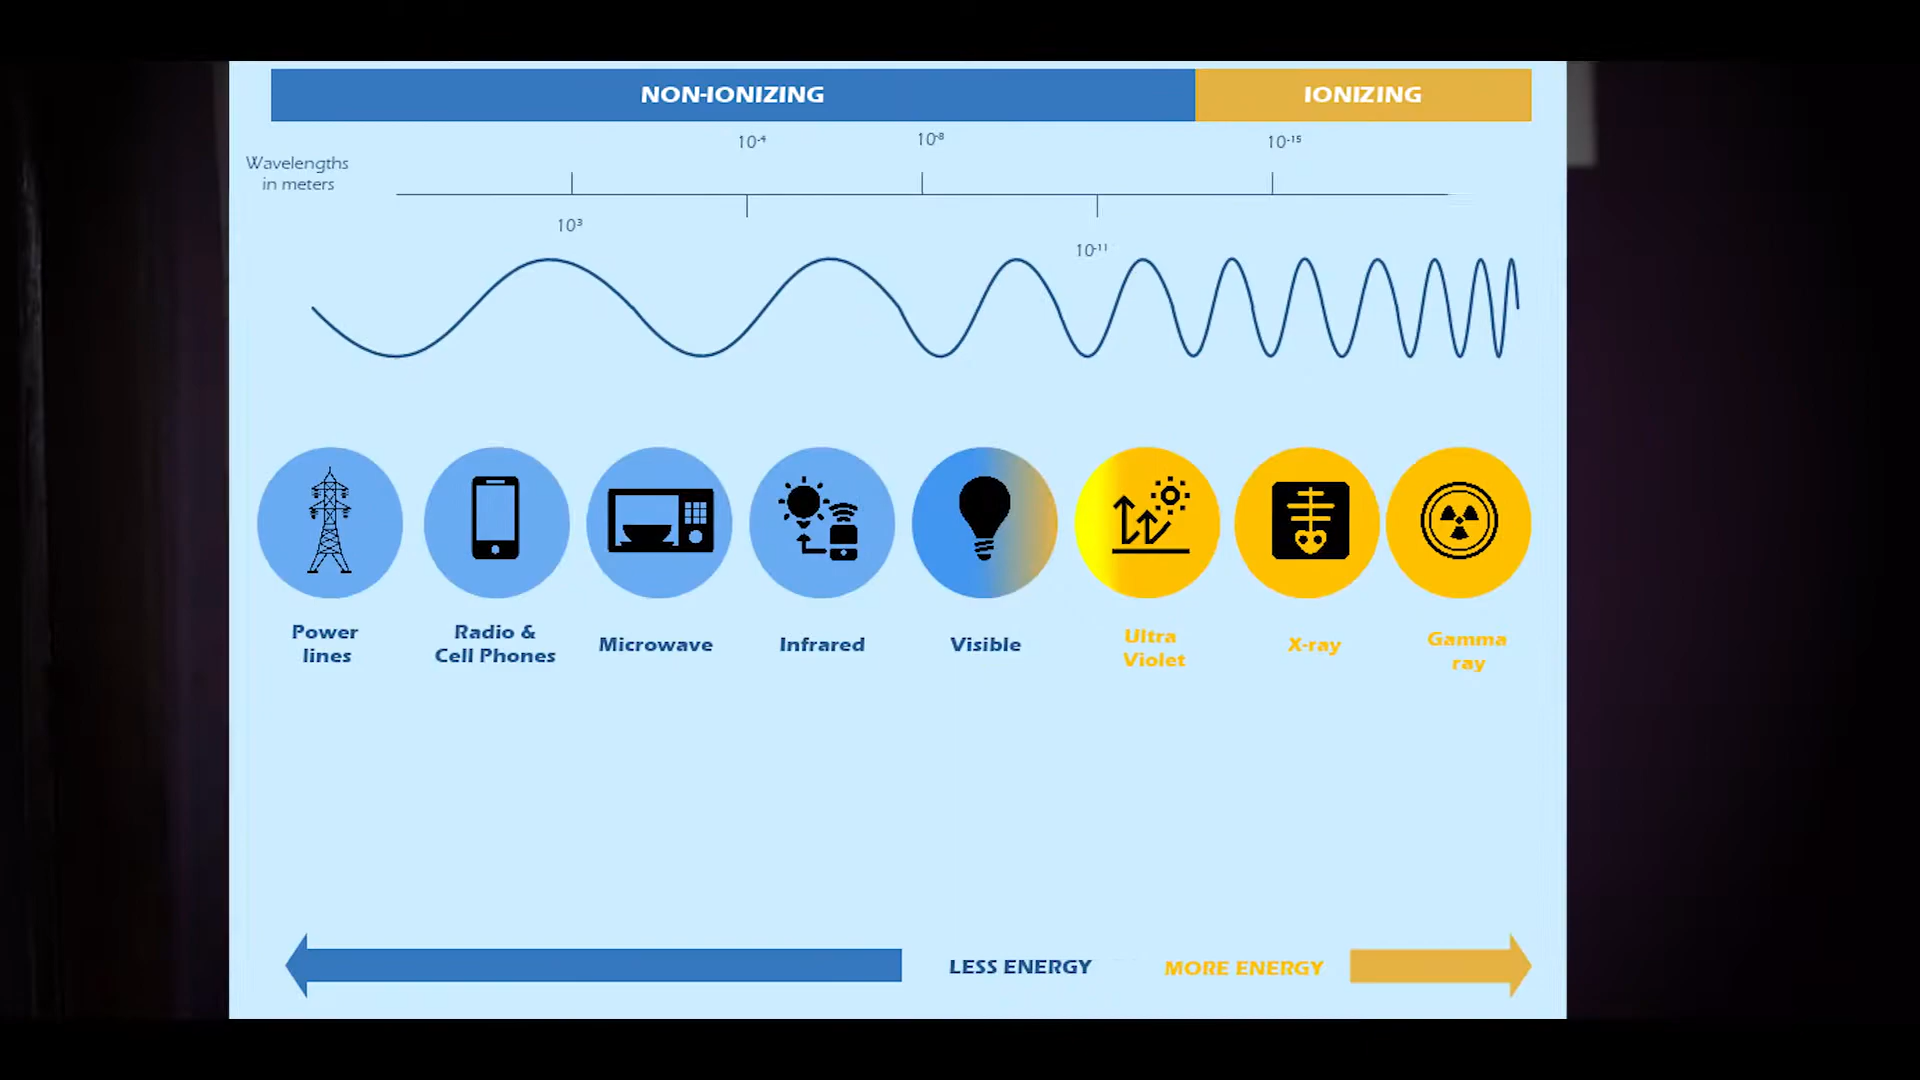 NON-IONIZING
IONIZING
Wavelengths
in meters
10³
10⁻⁴
10⁻⁸
10⁻¹¹
10⁻¹⁵
Power
lines
Radio &
Cell Phones
Microwave
Infrared
Visible
Ultra
Violet
X-ray
Gamma
ray
LESS ENERGY
MORE ENERGY